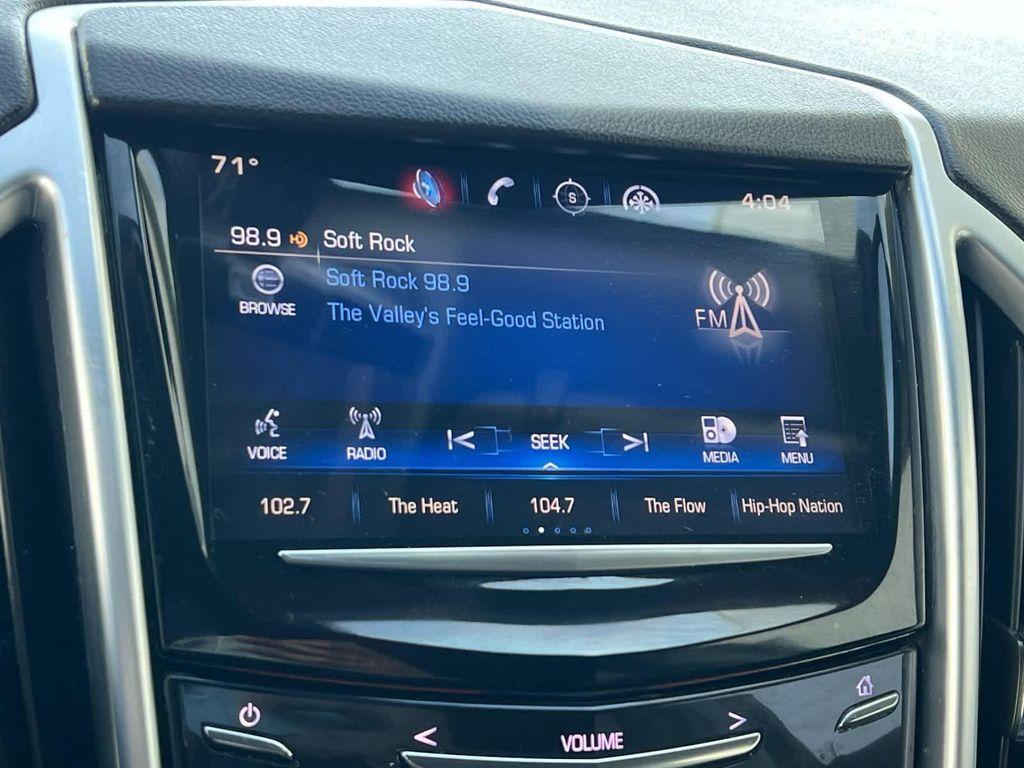 71°
S
4:04
98.9 HD Soft Rock
Soft Rock 98.9
BROWSE
The Valley's Feel-Good Station
FM
SEEK
VOICE
RADIO
MEDIA
MENU
102.7
The Heat
104.7
The Flow
Hip-Hop Nation
< VOLUME >